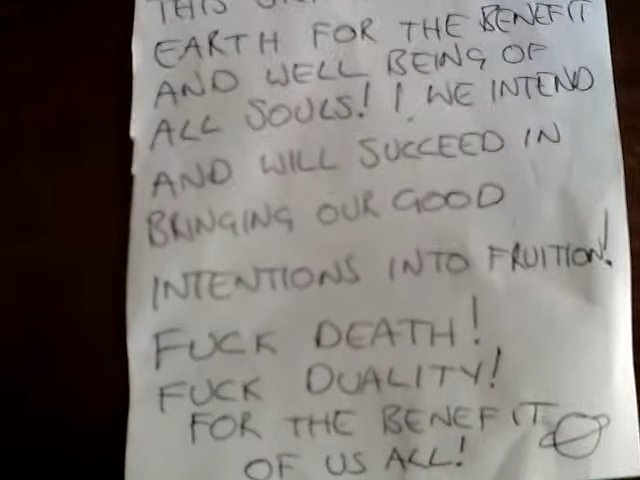 THIS
EARTH FOR THE BENEFIT
AND WELL BEING OF
ALL SOULS! I WE INTEND
AND WILL SUCCEED IN
BRINGING OUR GOOD
INTENTIONS INTO FRUITION!
FUCK DEATH!
FUCK DUALITY!
FOR THE BENEFIT
OF US ALL!